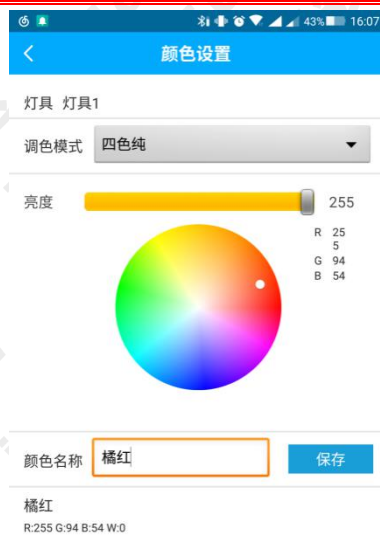 43% 16:07
颜色设置
灯具 灯具1
调色模式 四色纯
亮度 255
R 25
5
G 94
B 54
颜色名称 橘红 保存
橘红
R:255 G:94 B:54 W:0